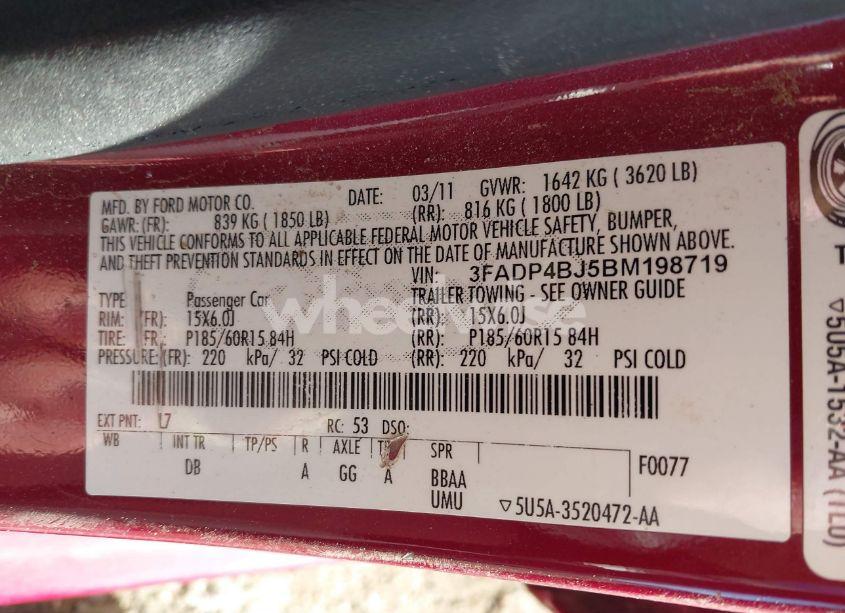 MFD. BY FORD MOTOR CO. DATE: 03/11 GVWR: 1642 KG ( 3620 LB)
GAWR: (FR): 839 KG ( 1850 LB) (RR): 816 KG ( 1800 LB)
THIS VEHICLE CONFORMS TO ALL APPLICABLE FEDERAL MOTOR VEHICLE SAFETY, BUMPER,
AND THEFT PREVENTION STANDARDS IN EFFECT ON THE DATE OF MANUFACTURE SHOWN ABOVE.
VIN: 3FADP4BJ5BM198719
TYPE: Passenger Car TRAILER TOWING - SEE OWNER GUIDE
RIM: (FR): 15X6.0J (RR): 15X6.0J
TIRE: (FR): P185/60R15 84H (RR): P185/60R15 84H
PRESSURE: (FR): 220 kPa/ 32 PSI COLD (RR): 220 kPa/ 32 PSI COLD
EXT PNT: L7 RC: 53 DSO:
WB INT TR TP/PS R AXLE SPR
DB A GG A BBAA F0077
UMU ▽5U5A-3520472-AA
▽5U5A-1532-AA (TLO)